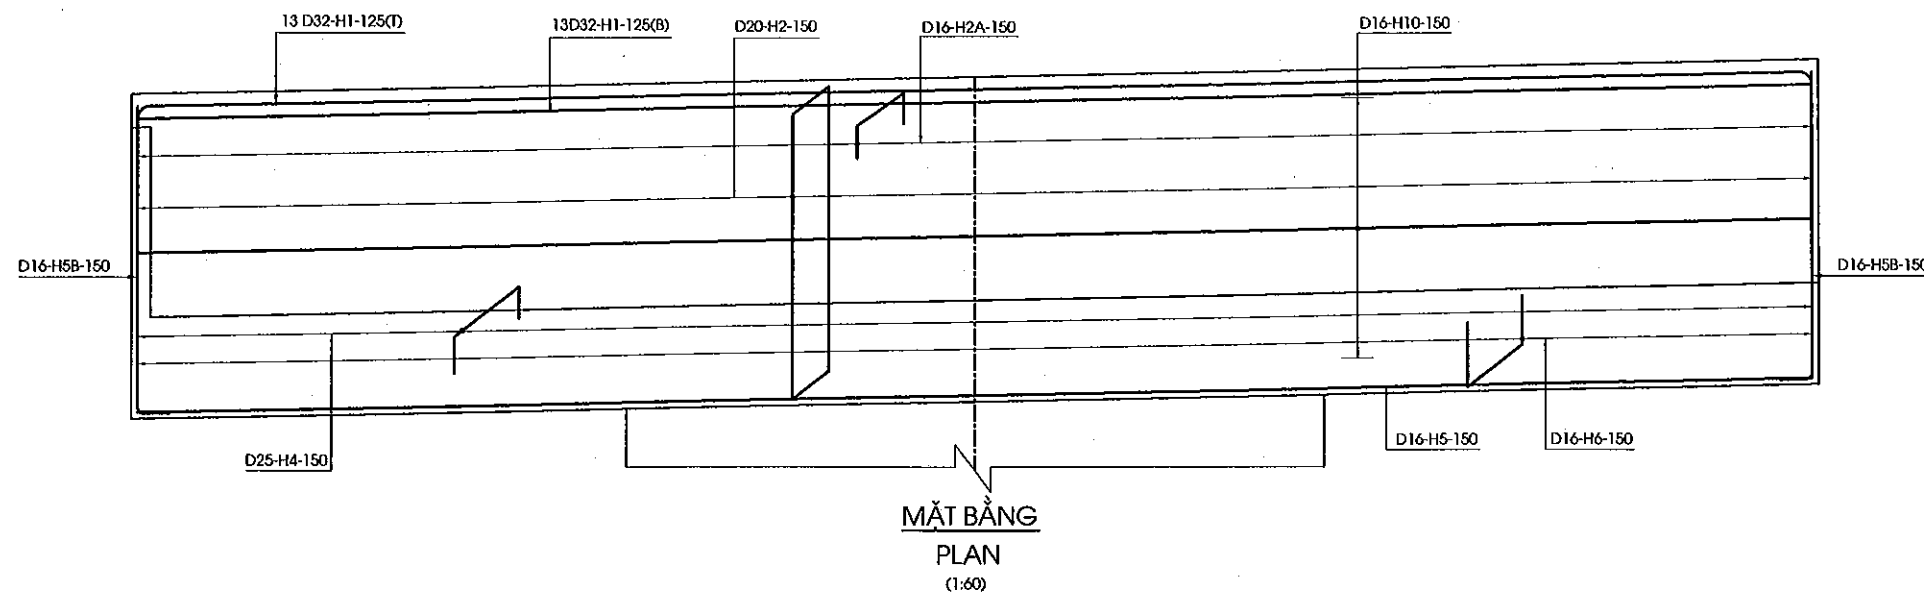 13 D32-H1-125(T)
13D32-H1-125(B)
D20-H2-150
D16-H2A-150
D16-H10-150
D16-H5B-150
D16-H5B-150
D25-H4-150
D16-H5-150
D16-H6-150
MẶT BẰNG
PLAN
(1:60)